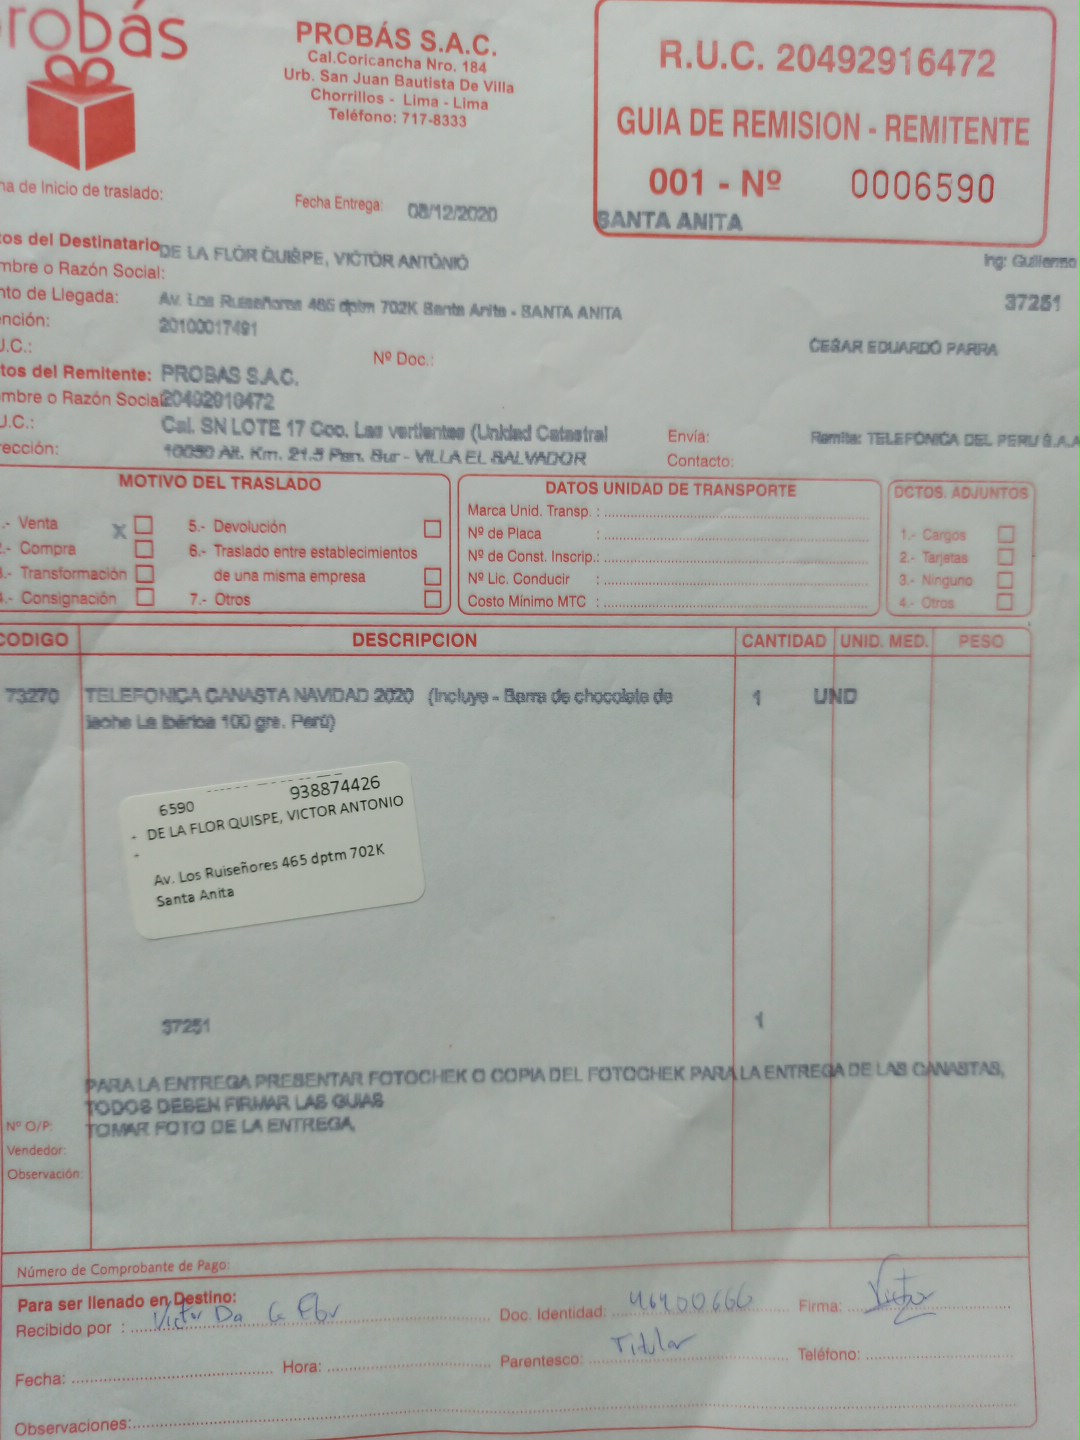 probás
PROBÁS S.A.C.
Cal.Coricancha Nro. 184
Urb. San Juan Bautista De Villa
Chorrillos - Lima - Lima
Teléfono: 717-8333
R.U.C. 20492916472
GUIA DE REMISION - REMITENTE
001 - Nº 0006590
SANTA ANITA
de Inicio de traslado:
Fecha Entrega: 08/12/2020
os del Destinatario DE LA FLOR QUISPE, VICTOR ANTONIO
mbre o Razón Social:
Ing: Guillermo
nto de Llegada: Av. Los Ruiseñores 465 dptm 702K Santa Anita - SANTA ANITA
37251
nción: 20100017491
CESAR EDUARDO PARRA
.C.: Nº Doc.:
tos del Remitente: PROBAS S.A.C.
mbre o Razón Social 20492916472
.U.C.: Cal. SN LOTE 17 Coo. Las vertientes (Unidad Catastral
Envía: Remite: TELEFONICA DEL PERU S.A.A
ección: 10050 Alt. Km. 21.5 Pan. Sur - VILLA EL SALVADOR
Contacto:
MOTIVO DEL TRASLADO
.- Venta X
.- Compra
.- Transformación
.- Consignación
5.- Devolución
6.- Traslado entre establecimientos
de una misma empresa
7.- Otros
DATOS UNIDAD DE TRANSPORTE
Marca Unid. Transp. :
Nº de Placa :
Nº de Const. Inscrip.:
Nº Lic. Conducir :
Costo Mínimo MTC :
DCTOS. ADJUNTOS
1.- Cargos
2.- Tarjetas
3.- Ninguno
4.- Otros
CODIGO DESCRIPCION CANTIDAD UNID. MED. PESO
73270 TELEFONICA CANASTA NAVIDAD 2020 (Incluye - Barra de chocolate de 1 UND
leche La Ibérica 100 grs. Perú)
6590 938874426
- DE LA FLOR QUISPE, VICTOR ANTONIO
-
Av. Los Ruiseñores 465 dptm 702K
Santa Anita
37251 1
PARA LA ENTREGA PRESENTAR FOTOCHEK O COPIA DEL FOTOCHEK PARA LA ENTREGA DE LAS CANASTAS,
TODOS DEBEN FIRMAR LAS GUIAS
TOMAR FOTO DE LA ENTREGA
Nº O/P:
Vendedor:
Observación:
Número de Comprobante de Pago:
Para ser llenado en Destino:
Recibido por : Victor De la Flor
Doc. Identidad: 46400666
Firma: Victor
Fecha:
Hora:
Parentesco: Titular
Teléfono:
Observaciones: